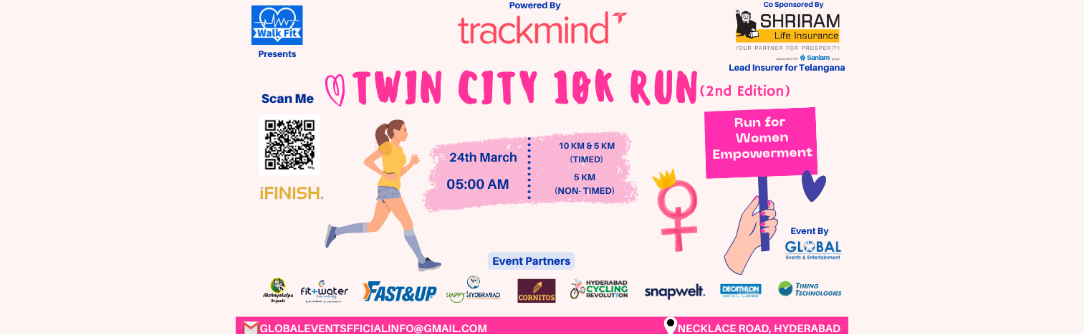 Walk Fit
Presents
Powered By
trackmind
Co Sponsored By
SHRIRAM
Life Insurance
YOUR PARTNER FOR PROSPERITY
Sanlam
Lead Insurer for Telangana
TWIN CITY 10K RUN (2nd Edition)
Scan Me
iFINISH.
24th March
05:00 AM
10 KM & 5 KM
(TIMED)
5 KM
(NON- TIMED)
Run for
Women
Empowerment
Event By
GLOBAL
Events & Entertainment
Event Partners
fit+water
FAST&UP
HAPPY HYDERABAD
CORNITOS
HYDERABAD
CYCLING
REVOLUTION
snapwelt.
DECATHLON
TIMING
TECHNOLOGIES
GLOBALEVENTSFFICIALINFO@GMAIL.COM
NECKLACE ROAD, HYDERABAD